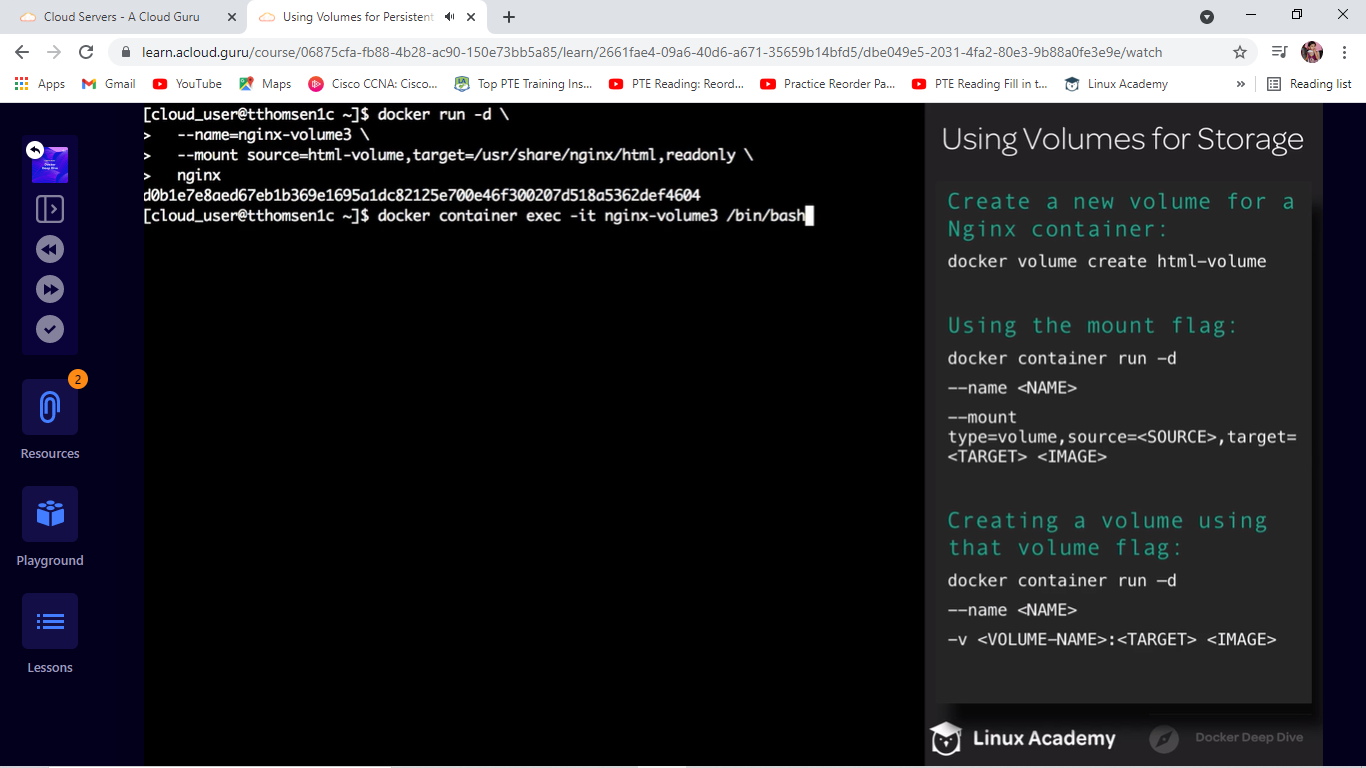 Cloud Servers - A Cloud Guru
Using Volumes for Persistent
learn.acloud.guru/course/06875cfa-fb88-4b28-ac90-150e73bb5a85/learn/2661fae4-09a6-40d6-a671-35659b14bfd5/dbe049e5-2031-4fa2-80e3-9b88a0fe3e9e/watch
Apps
Gmail
YouTube
Maps
Cisco CCNA: Cisco...
Top PTE Training Ins...
PTE Reading: Reord...
Practice Reorder Pa...
PTE Reading Fill in t...
Linux Academy
»
Reading list
2
Resources
Playground
Lessons
[cloud_user@tthomsen1c ~]$ docker run -d \
> --name=nginx-volume3 \
> --mount source=html-volume,target=/usr/share/nginx/html,readonly \
> nginx
d0b1e7e8aed67eb1b369e1695a1dc82125e700e46f300207d518a5362def4604
[cloud_user@tthomsen1c ~]$ docker container exec -it nginx-volume3 /bin/bash
Using Volumes for Storage
Create a new volume for a
Nginx container:
docker volume create html-volume
Using the mount flag:
docker container run -d
--name <NAME>
--mount
type=volume,source=<SOURCE>,target=
<TARGET> <IMAGE>
Creating a volume using
that volume flag:
docker container run -d
--name <NAME>
-v <VOLUME-NAME>:<TARGET> <IMAGE>
Linux Academy
Docker Deep Dive